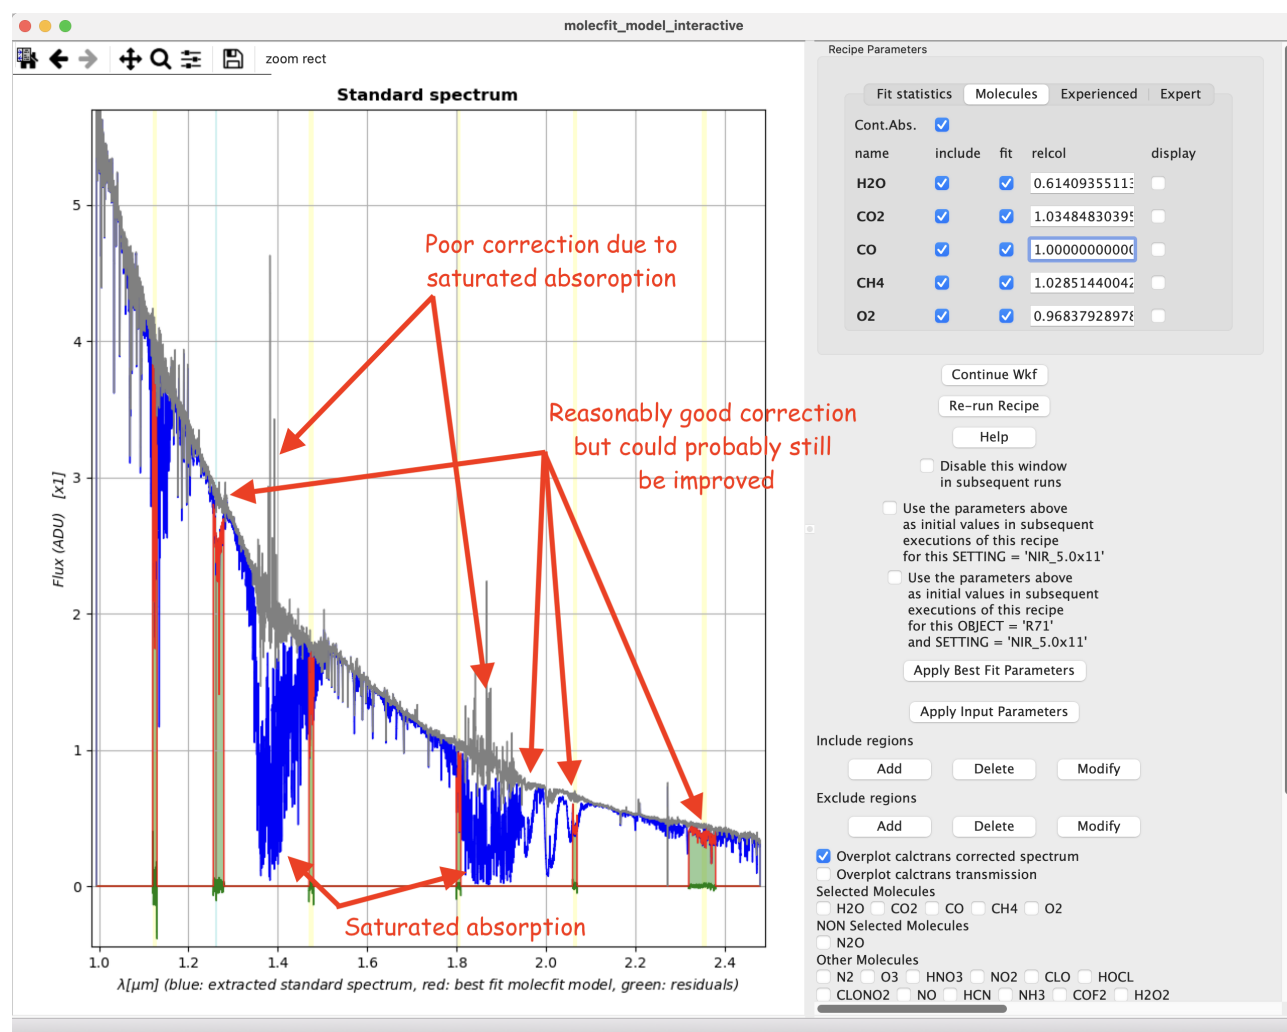 molecfit_model_interactive
zoom rect
Standard spectrum
Poor correction due to
saturated absoroption
Reasonably good correction
but could probably still
be improved
Saturated absorption
5
4
3
2
1
0
Flux (ADU) [x1]
1.0 1.2 1.4 1.6 1.8 2.0 2.2 2.4
λ[μm] (blue: extracted standard spectrum, red: best fit molecfit model, green: residuals)
Recipe Parameters
Fit statistics Molecules Experienced Expert
Cont.Abs.
name include fit relcol display
H2O 0.6140935511
CO2 1.0348483039
CO 1.0000000000
CH4 1.0285144004
O2 0.9683792897
Continue Wkf
Re-run Recipe
Help
Disable this window
in subsequent runs
Use the parameters above
as initial values in subsequent
executions of this recipe
for this SETTING = 'NIR_5.0x11'
Use the parameters above
as initial values in subsequent
executions of this recipe
for this OBJECT = 'R71'
and SETTING = 'NIR_5.0x11'
Apply Best Fit Parameters
Apply Input Parameters
Include regions
Add Delete Modify
Exclude regions
Add Delete Modify
Overplot calctrans corrected spectrum
Overplot calctrans transmission
Selected Molecules
H2O CO2 CO CH4 O2
NON Selected Molecules
N2O
Other Molecules
N2 O3 HNO3 NO2 CLO HOCL
CLONO2 NO HCN NH3 COF2 H2O2